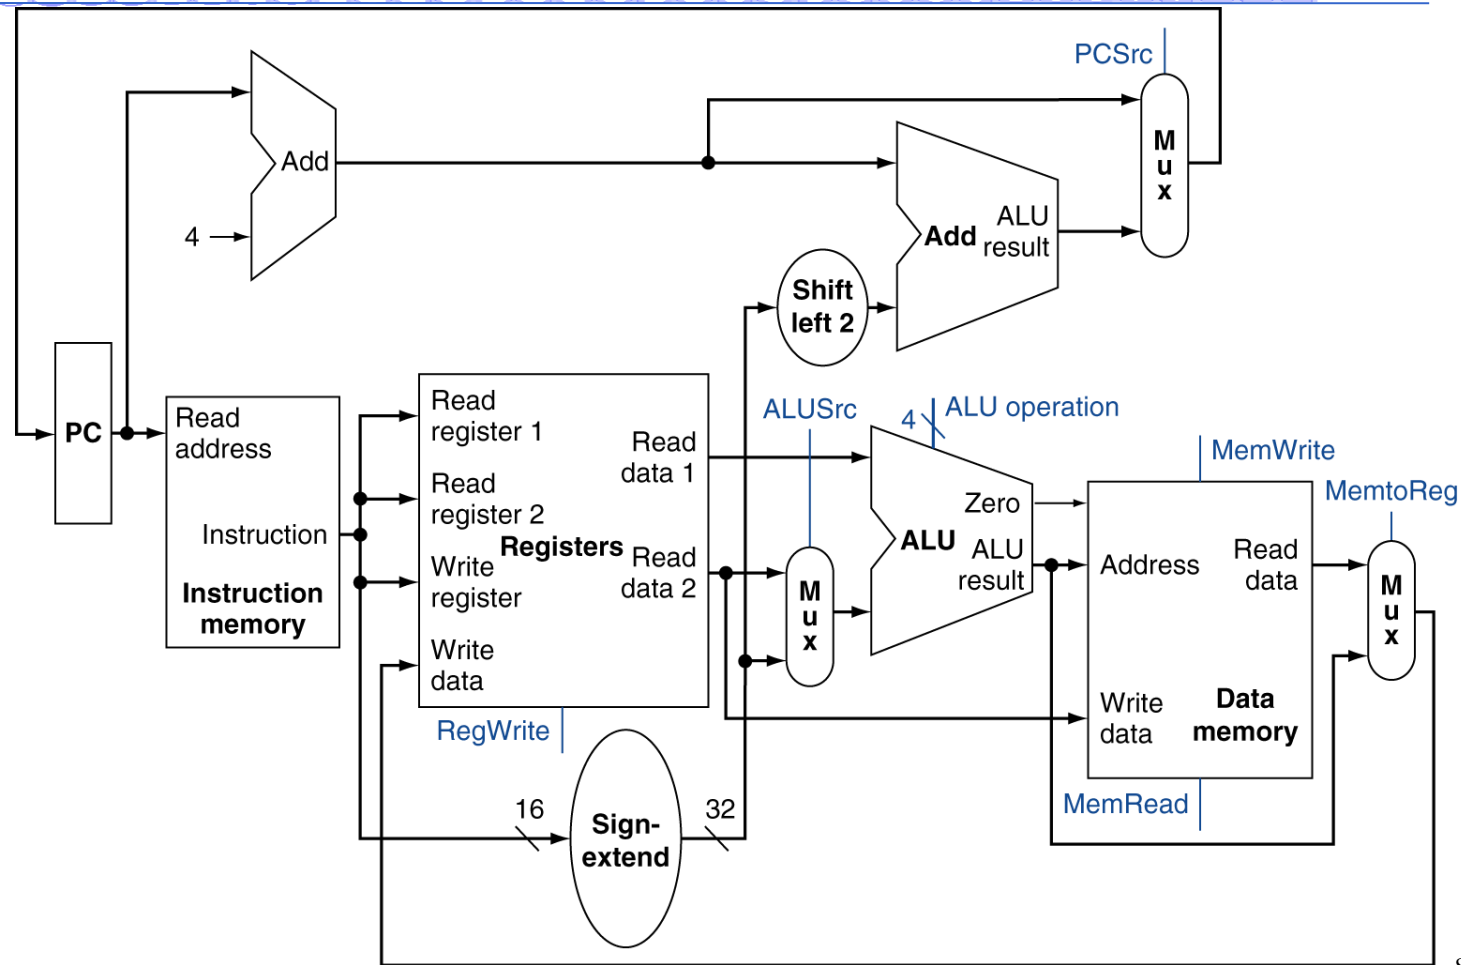 PCSrc
M
u
x
Add
4
ALU
result
Add
Shift
left 2
PC
Read
address
Instruction
Instruction
memory
Read
register 1
Read
register 2
Write
register
Write
data
Registers
Read
data 1
Read
data 2
RegWrite
16
Sign-
extend
32
ALUSrc
M
u
x
4
ALU operation
Zero
ALU
ALU
result
MemWrite
Address
Read
data
Write
data
Data
memory
MemRead
MemtoReg
M
u
x